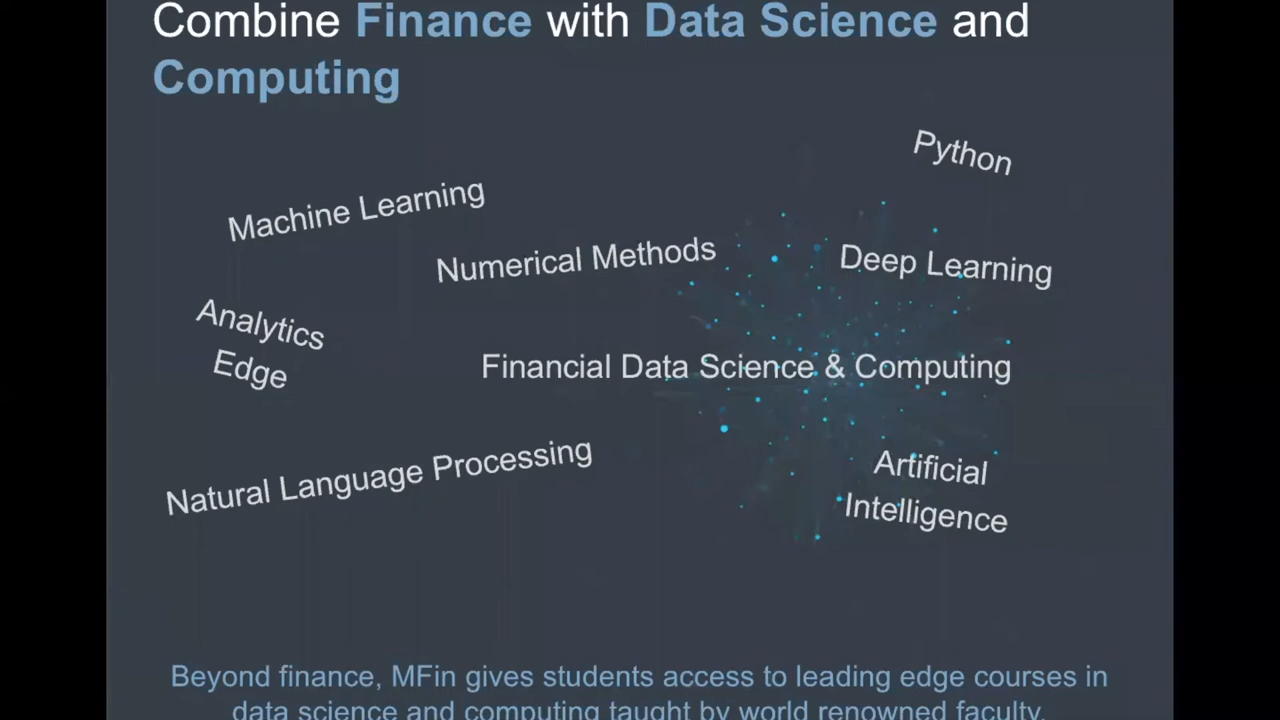 Combine Finance with Data Science and
Computing
Python
Machine Learning
Numerical Methods
Deep Learning
Analytics
Edge
Financial Data Science & Computing
Natural Language Processing
Artificial
Intelligence
Beyond finance, MFin gives students access to leading edge courses in
data science and computing taught by world renowned faculty.